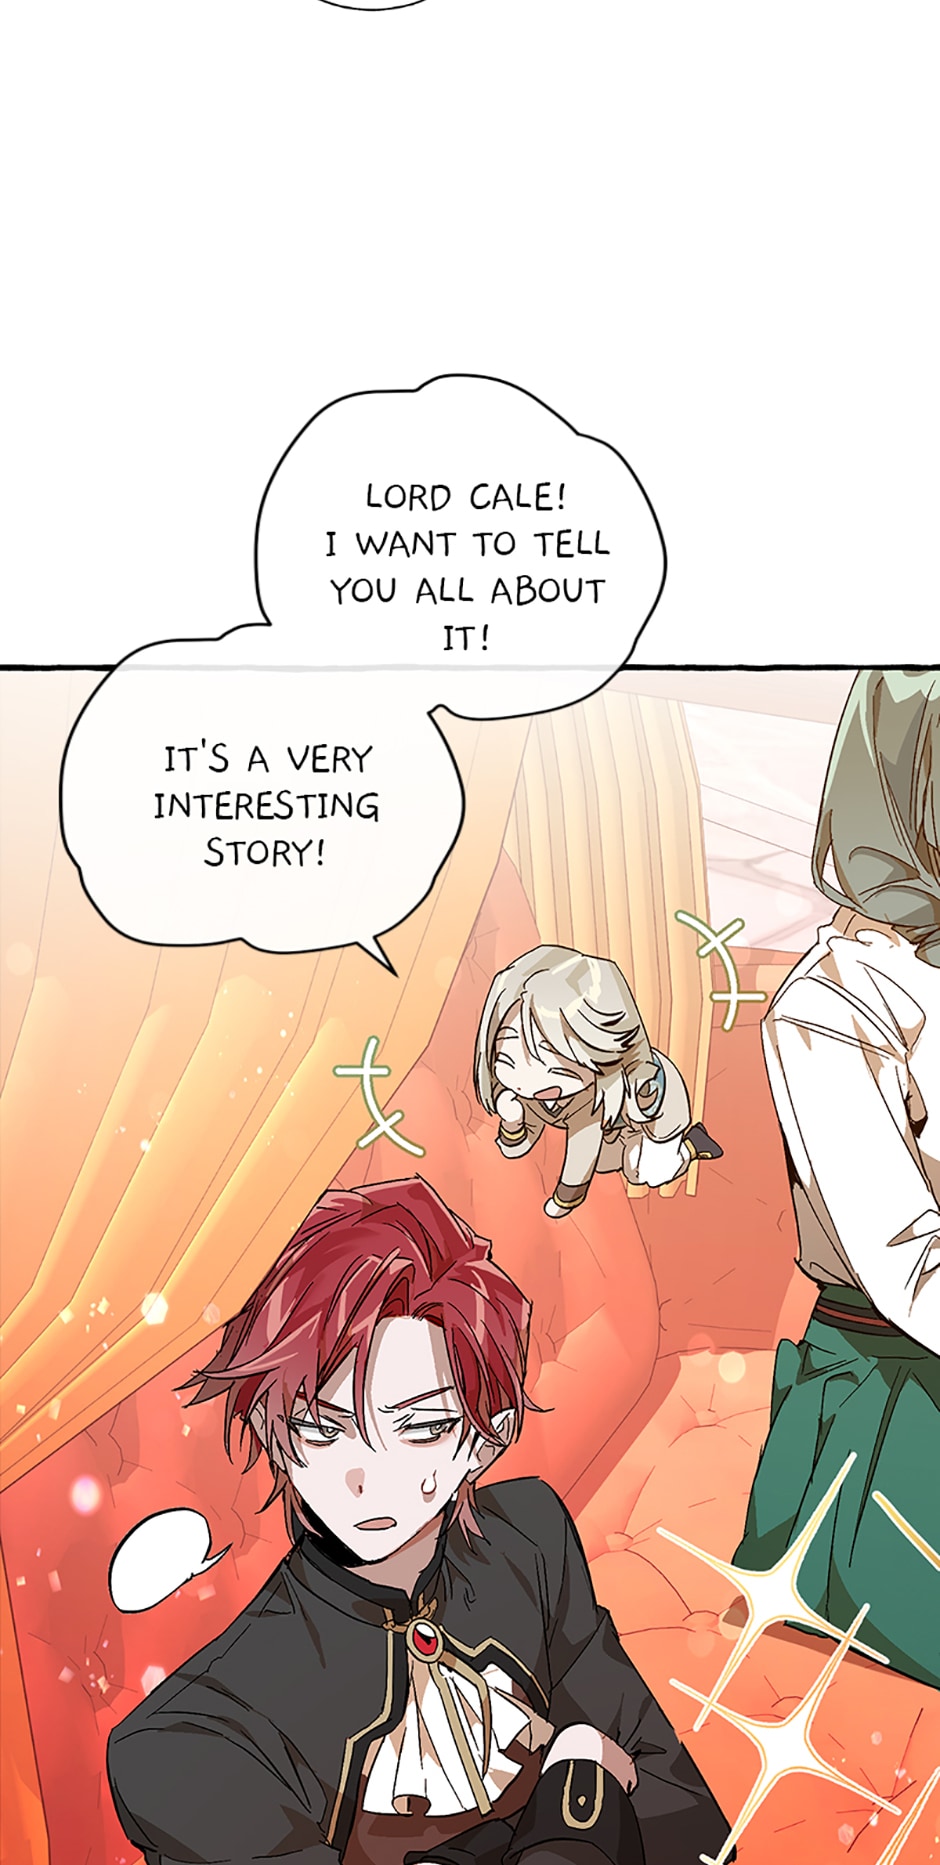 LORD CALE!
I WANT TO TELL
YOU ALL ABOUT
IT!
IT'S A VERY
INTERESTING
STORY!